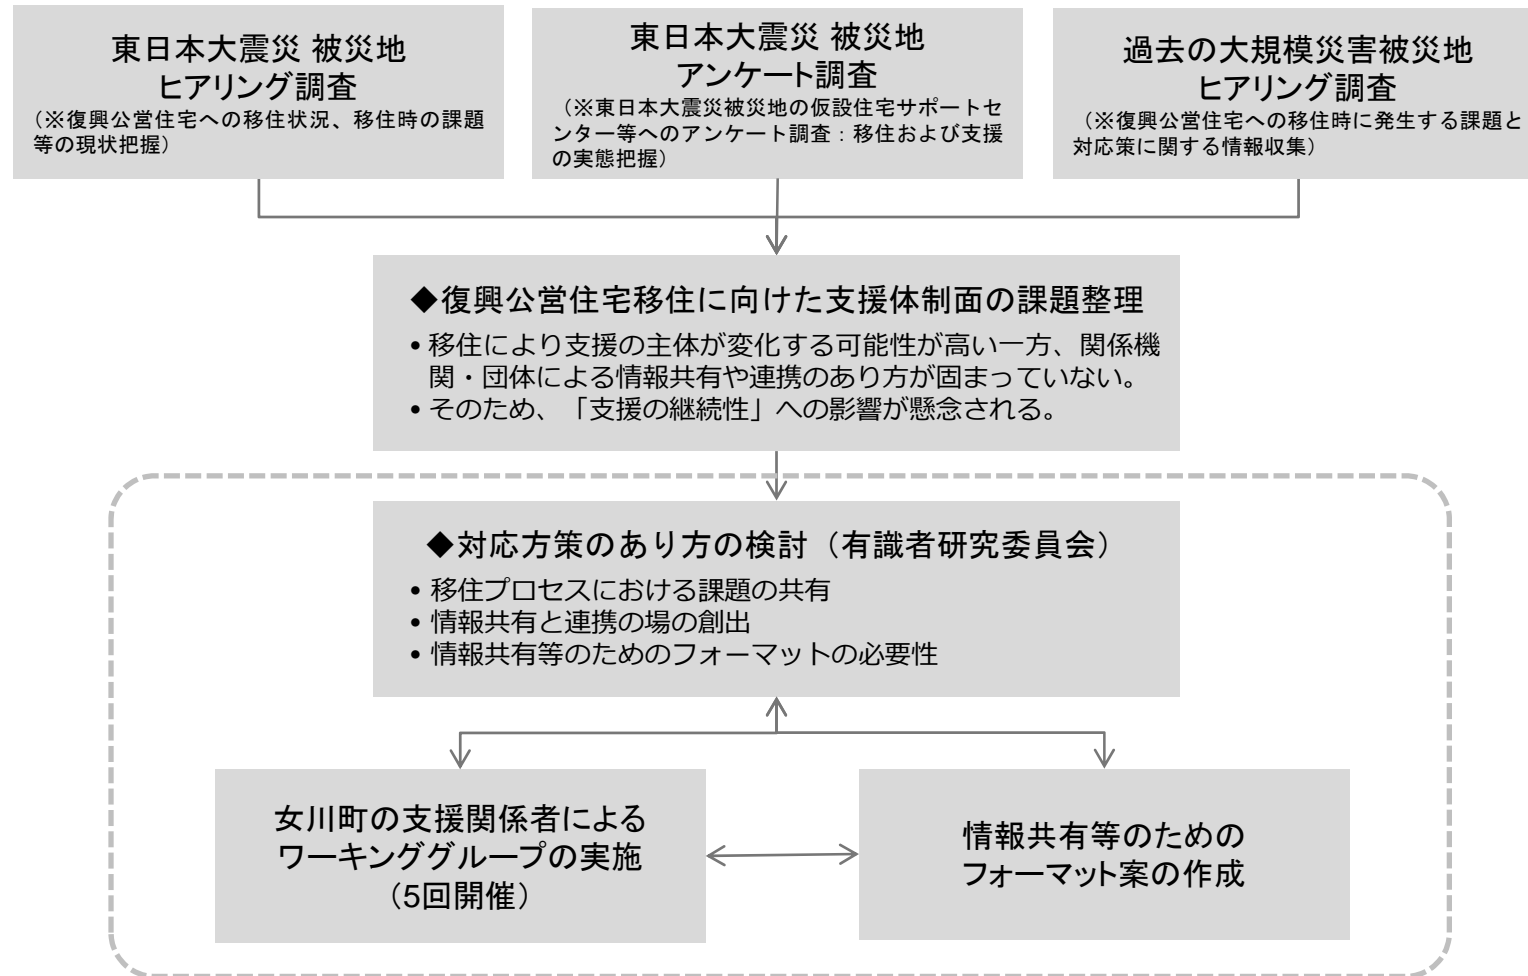 東日本大震災 被災地
ヒアリング調査
（※復興公営住宅への移住状況、移住時の課題
等の現状把握）
東日本大震災 被災地
アンケート調査
（※東日本大震災被災地の仮設住宅サポートセ
ンター等へのアンケート調査：移住および支援
の実態把握）
過去の大規模災害被災地
ヒアリング調査
（※復興公営住宅への移住時に発生する課題と
対応策に関する情報収集）
◆復興公営住宅移住に向けた支援体制面の課題整理
• 移住により支援の主体が変化する可能性が高い一方、関係機
関・団体による情報共有や連携のあり方が固まっていない。
• そのため、「支援の継続性」への影響が懸念される。
◆対応方策のあり方の検討（有識者研究委員会）
• 移住プロセスにおける課題の共有
• 情報共有と連携の場の創出
• 情報共有等のためのフォーマットの必要性
女川町の支援関係者による
ワーキンググループの実施
（5回開催）
情報共有等のための
フォーマット案の作成